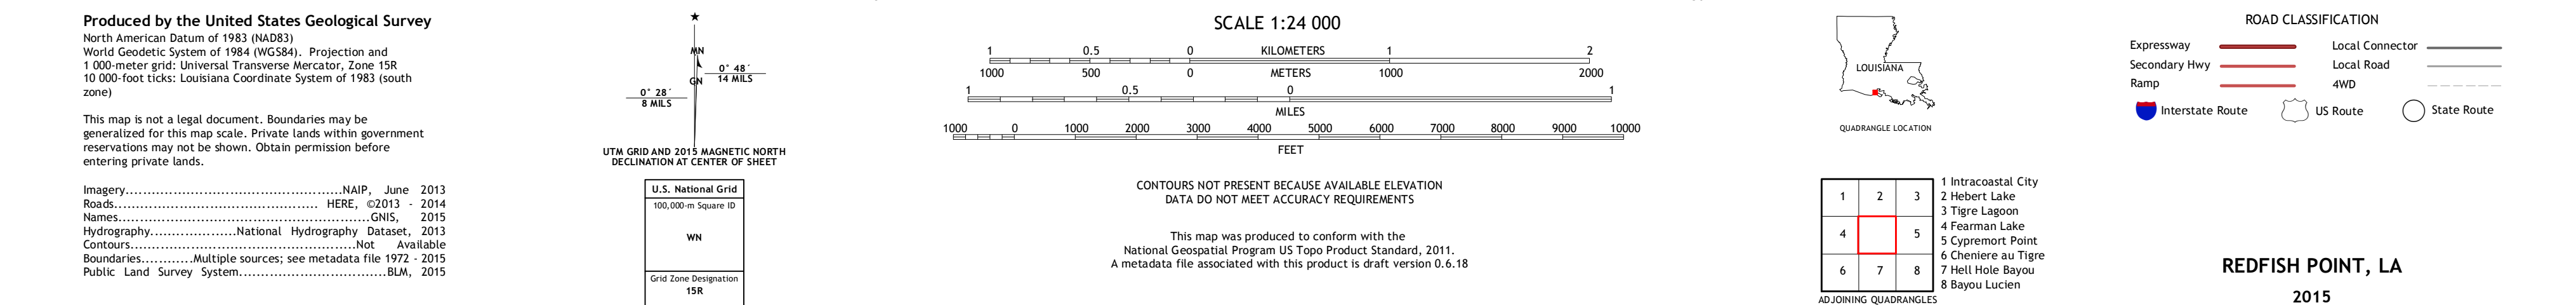 Produced by the United States Geological Survey
North American Datum of 1983 (NAD83)
World Geodetic System of 1984 (WGS84). Projection and
1 000-meter grid: Universal Transverse Mercator, Zone 15R
10 000-foot ticks: Louisiana Coordinate System of 1983 (south
zone)
This map is not a legal document. Boundaries may be
generalized for this map scale. Private lands within government
reservations may not be shown. Obtain permission before
entering private lands.
Imagery................................................NAIP, June 2013
Roads............................................. HERE, ©2013 - 2014
Names.......................................................GNIS, 2015
Hydrography...................National Hydrography Dataset, 2013
Contours..................................................Not Available
Boundaries............Multiple sources; see metadata file 1972 - 2015
Public Land Survey System................................BLM, 2015
MN
GN
0° 48´
14 MILS
0° 28´
8 MILS
UTM GRID AND 2015 MAGNETIC NORTH
DECLINATION AT CENTER OF SHEET
U.S. National Grid
100,000-m Square ID
WN
Grid Zone Designation
15R
SCALE 1:24 000
1 0.5 0 KILOMETERS 1 2
1000 500 0 METERS 1000 2000
1 0.5 0 1
MILES
1000 0 1000 2000 3000 4000 5000 6000 7000 8000 9000 10000
FEET
CONTOURS NOT PRESENT BECAUSE AVAILABLE ELEVATION
DATA DO NOT MEET ACCURACY REQUIREMENTS
This map was produced to conform with the
National Geospatial Program US Topo Product Standard, 2011.
A metadata file associated with this product is draft version 0.6.18
LOUISIANA
QUADRANGLE LOCATION
1 2 3
4 5
6 7 8
ADJOINING QUADRANGLES
1 Intracoastal City
2 Hebert Lake
3 Tigre Lagoon
4 Fearman Lake
5 Cypremort Point
6 Cheniere au Tigre
7 Hell Hole Bayou
8 Bayou Lucien
ROAD CLASSIFICATION
Expressway Local Connector
Secondary Hwy Local Road
Ramp 4WD
Interstate Route US Route State Route
REDFISH POINT, LA
2015